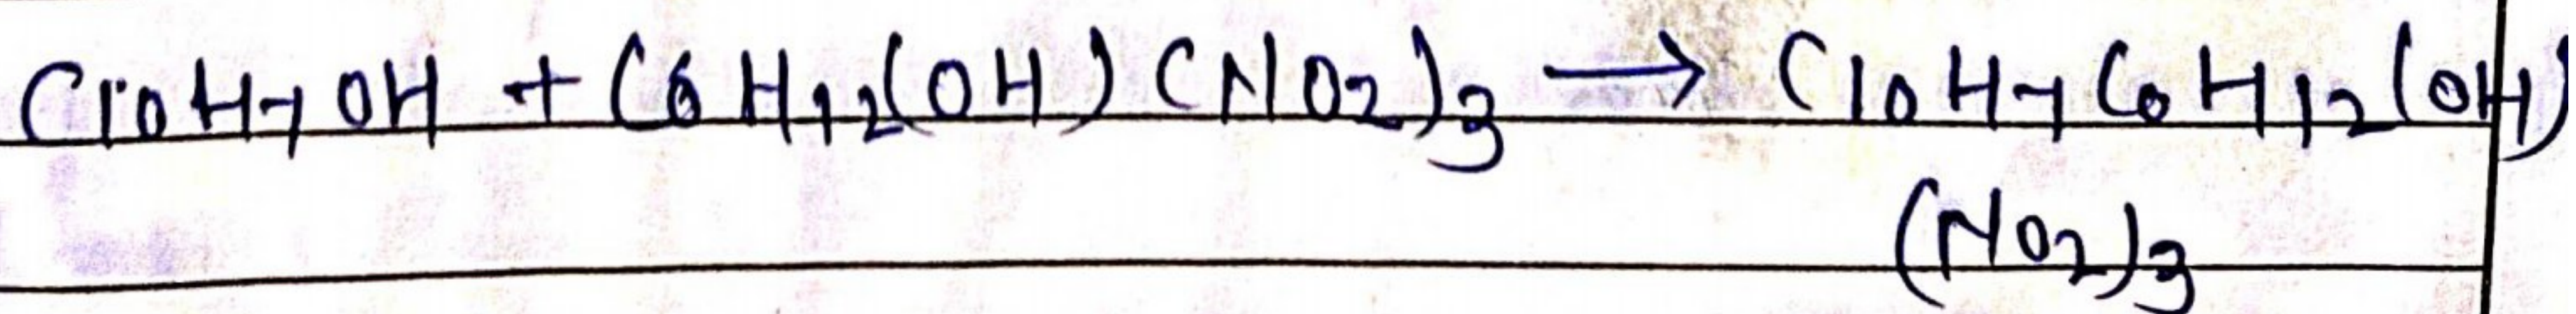 C10H7OH + C6H12(OH) (NO2)3 → C10H7C6H12(OH)
(NO2)3